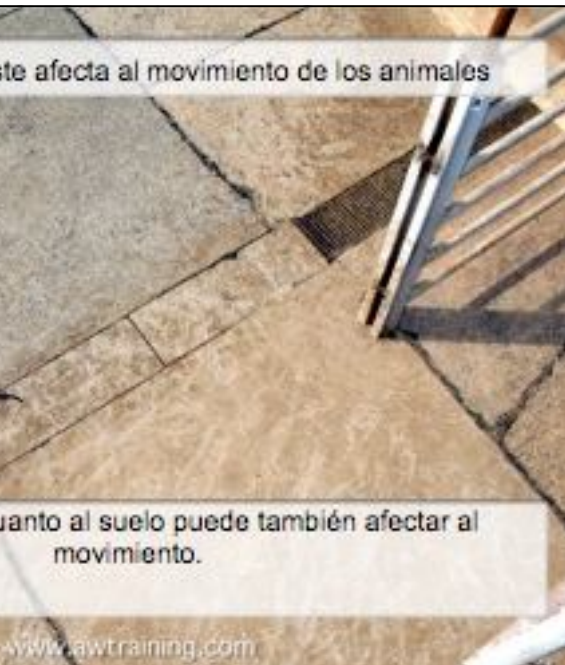 ste afecta al movimiento de los animales
uanto al suelo puede también afectar al
movimiento.
www.awtraining.com